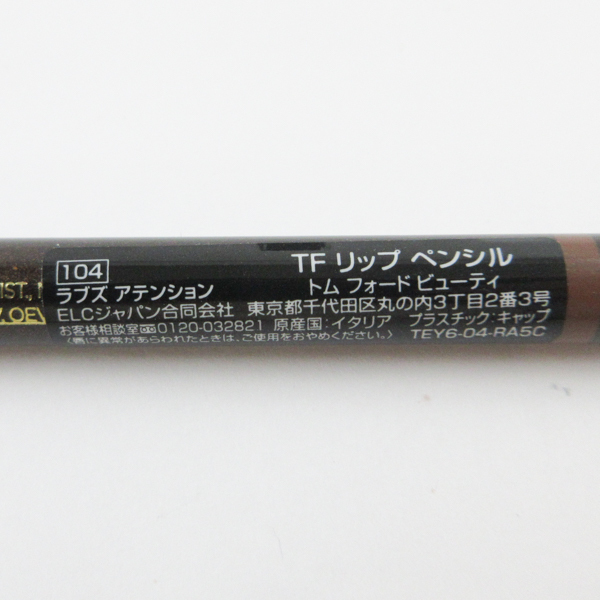 104 TF リップ ペンシル
ラブズ アテンション トム フォード ビューティ
ELCジャパン合同会社 東京都千代田区丸の内3丁目2番3号
お客様相談室 0120-032821 原産国:イタリア プラスチック:キャップ
〈唇に異常があらわれたときは、ご使用をおやめください。〉 TEY6-04-RA5C
IST,